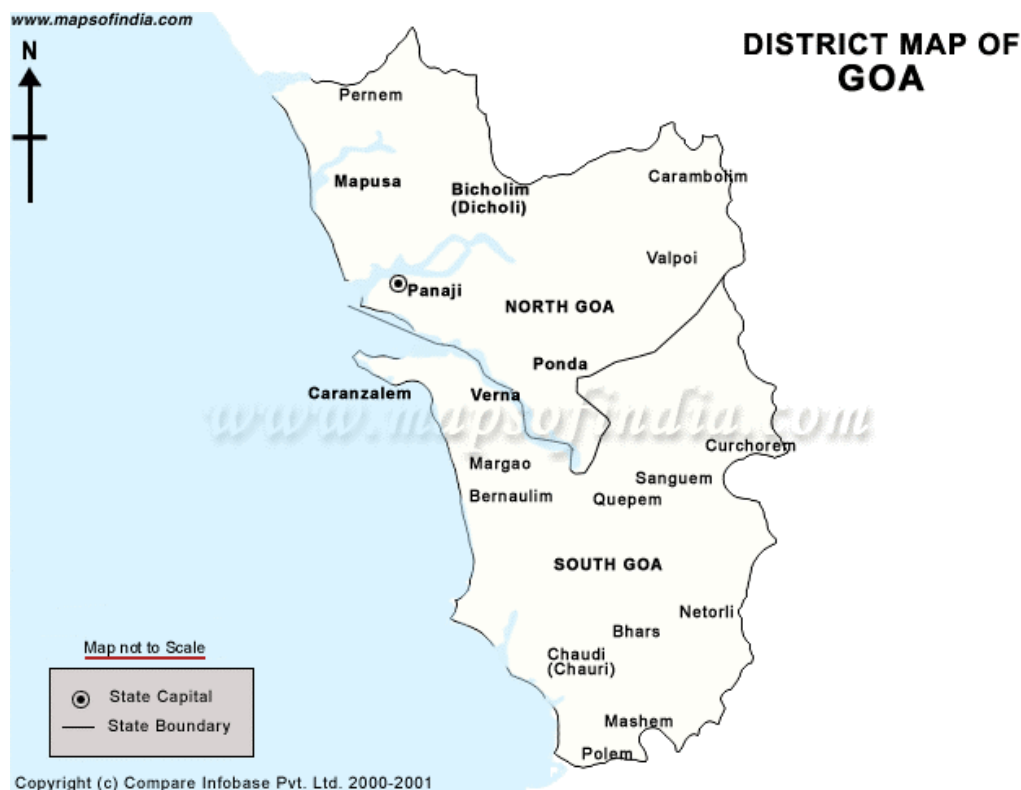 www.mapsofindia.com
DISTRICT MAP OF
GOA
N
Pernem
Mapusa
Bicholim
(Dicholi)
Carambolim
Valpoi
Panaji
NORTH GOA
Ponda
Caranzalem
Verna
www.mapsofindia.com
Curchorem
Margao
Sanguem
Bernaulim
Quepem
SOUTH GOA
Netorli
Bhars
Chaudi
(Chauri)
Mashem
Polem
Map not to Scale
State Capital
State Boundary
Copyright (c) Compare Infobase Pvt. Ltd. 2000-2001